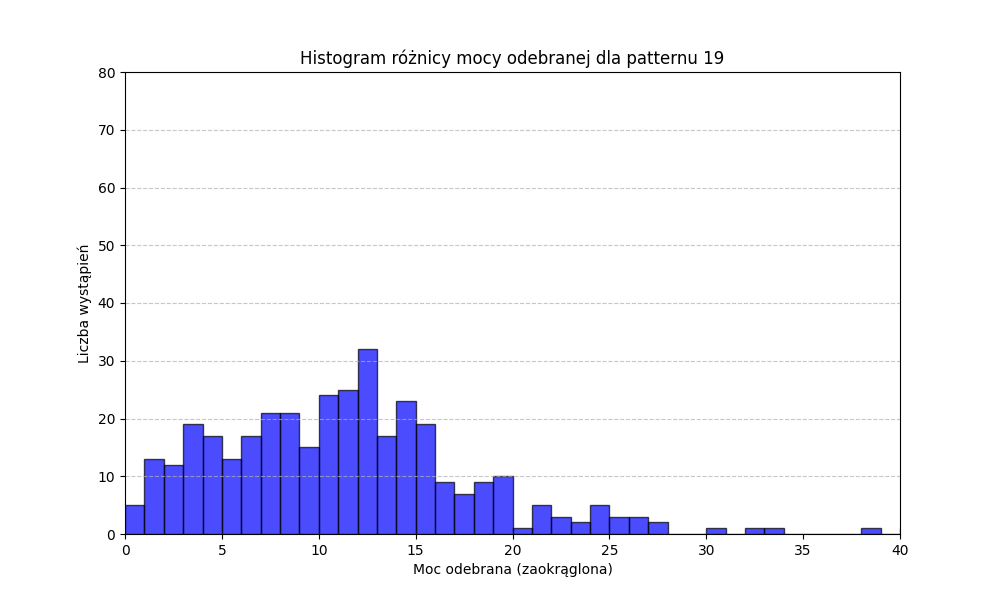 Histogram różnicy mocy odebranej dla patternu 19
80
70
60
50
40
30
20
10
0
Liczba wystąpień
0 5 10 15 20 25 30 35 40
Moc odebrana (zaokrąglona)